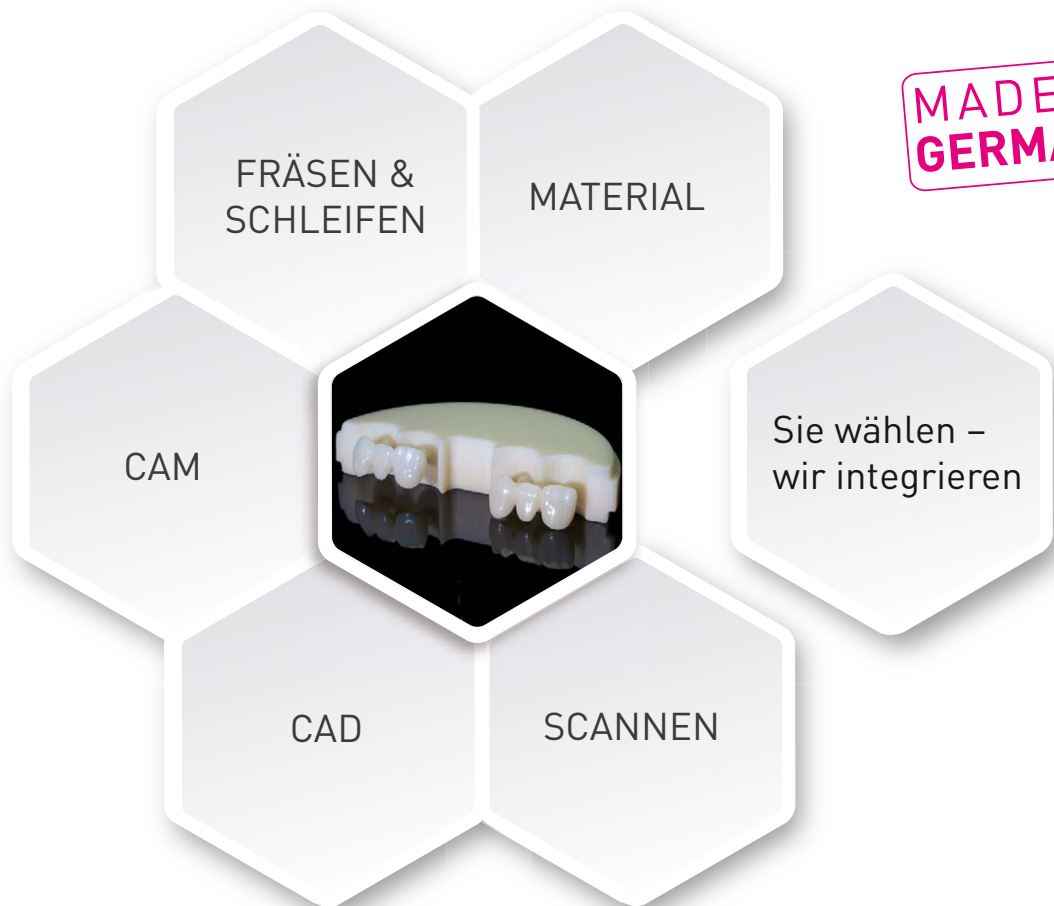 MADE
FRÄSEN &
SCHLEIFEN
MATERIAL
CAM
Sie wählen –
wir integrieren
CAD
SCANNEN